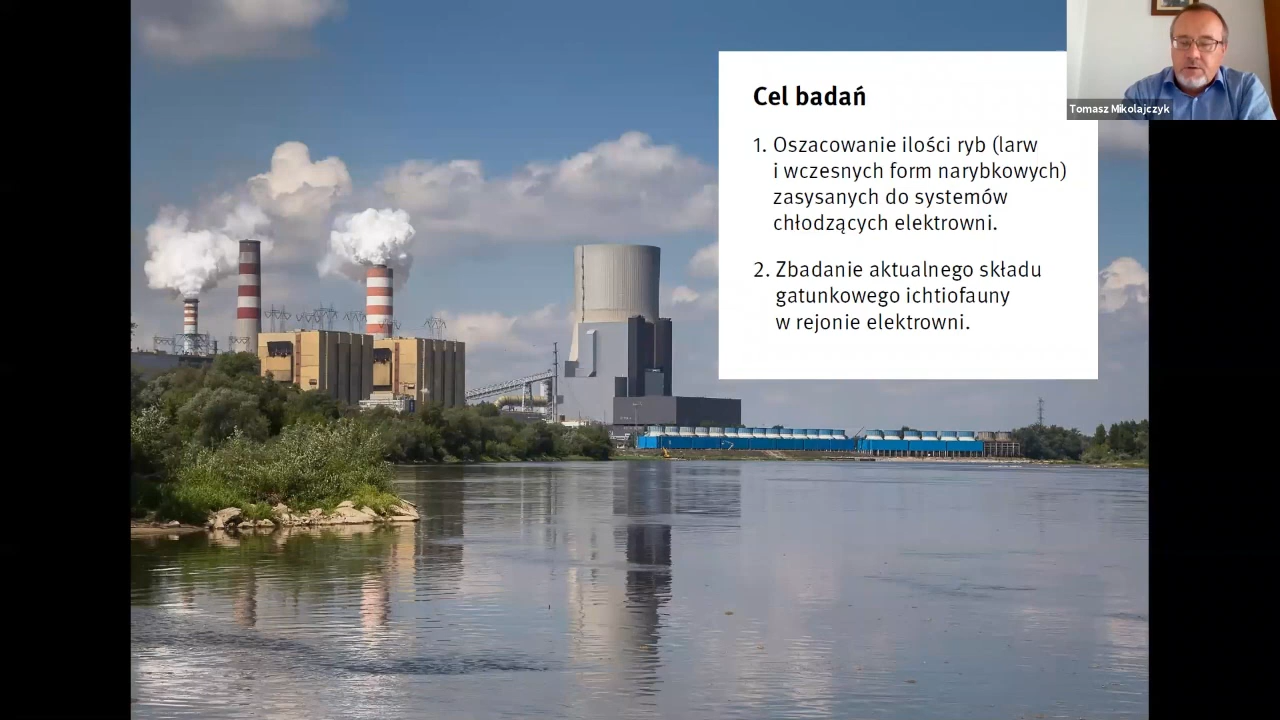 Cel badań
1. Oszacowanie ilości ryb (larw
i wczesnych form narybkowych)
zasysanych do systemów
chłodzących elektrowni.
2. Zbadanie aktualnego składu
gatunkowego ichtiofauny
w rejonie elektrowni.
Tomasz Mikolajczyk